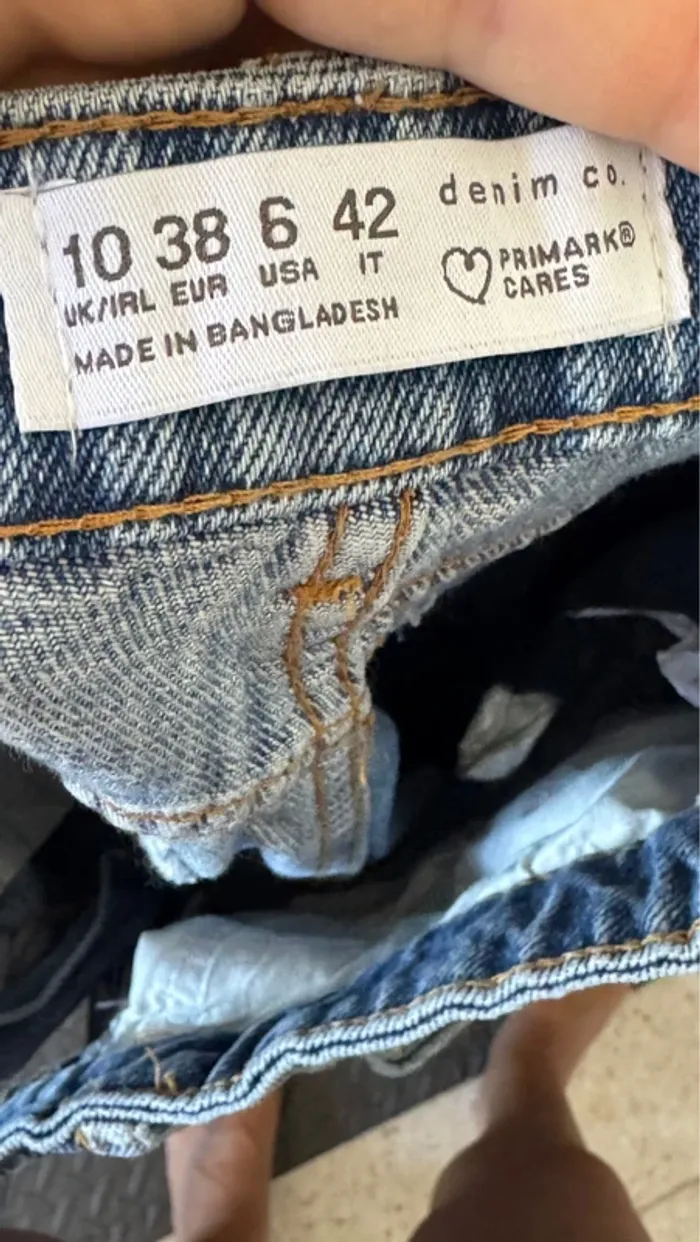 10 38 6 42
UK/IRL EUR USA IT
MADE IN BANGLADESH
denim co.
PRIMARK®
CARES